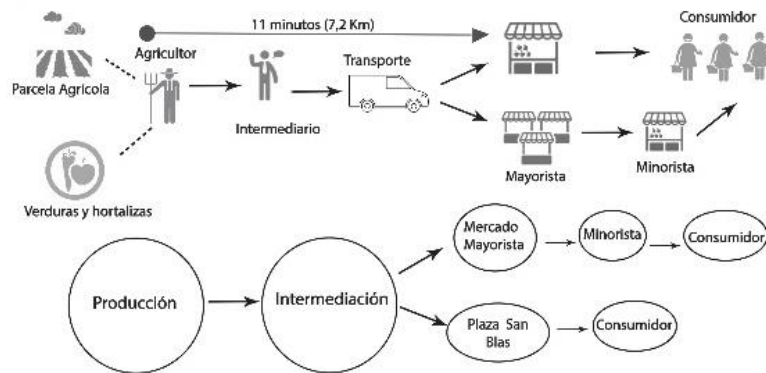 11 minutos (7,2 Km)
Consumidor
Agricultor
Transporte
Parcela Agrícola
Intermediario
Mayorista
Minorista
Verduras y hortalizas
Mercado
Mayorista
Minorista
Consumidor
Producción
Intermediación
Plaza San
Blas
Consumidor